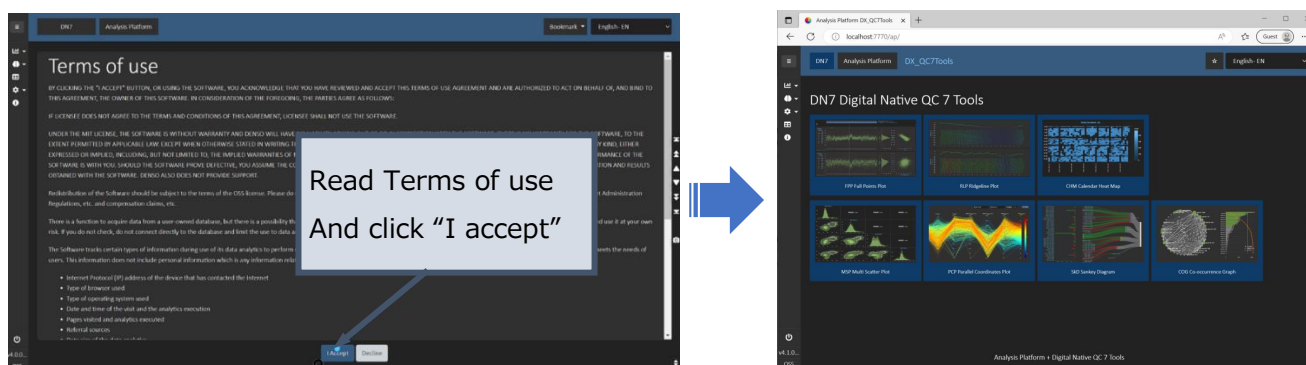 DN7
Analysis Platform
Bookmark
English- EN
Terms of use
BY CLICKING THE "I ACCEPT" BUTTON, OR USING THE SOFTWARE, YOU ACKNOWLEDGE THAT YOU HAVE REVIEWED AND ACCEPT THIS TERMS OF USE AGREEMENT AND ARE AUTHORIZED TO ACT ON BEHALF OF, AND BIND TO
THIS AGREEMENT, THE OWNER OF THIS SOFTWARE. IN CONSIDERATION OF THE FOREGOING, THE PARTIES AGREE AS FOLLOWS:
IF LICENSEE DOES NOT AGREE TO THE TERMS AND CONDITIONS OF THIS AGREEMENT, LICENSEE SHALL NOT USE THE SOFTWARE.
UNDER THE MIT LICENSE, THE SOFTWARE IS WITHOUT WARRANTY AND DENSO WILL HAVE
EXTENT PERMITTED BY APPLICABLE LAW. EXCEPT WHEN OTHERWISE STATED IN WRITING
EXPRESSED OR IMPLIED, INCLUDING, BUT NOT LIMITED TO, THE IMPLIED WARRANTIES OF
SOFTWARE IS WITH YOU. SHOULD THE SOFTWARE PROVE DEFECTIVE, YOU ASSUME THE
OBTAINED WITH THE SOFTWARE. DENSO ALSO DOES NOT PROVIDE SUPPORT.
Redistribution of the Software should be subject to the terms of the OSS license. Please do
Regulations, etc. and compensation claims, etc.
There is a function to acquire data from a user-owned database, but there is a possibility
risk. If you do not check, do not connect directly to the database and limit the use to data
The Software tracks certain types of information during use of its data analytics to perform
users. This information does not include personal information which is any information
• Internet Protocol (IP) address of the device that has contacted the Internet
• Type of browser used
• Type of operating system used
• Date and time of the visit and the analytics execution
• Pages visited and analytics executed
• Referral sources
Read Terms of use
And click "I accept"
I Accept
Decline
Analysis Platform DX_QC7Tools
localhost:7770/ap/
Guest
DN7
Analysis Platform
DX_QC7Tools
English- EN
DN7 Digital Native QC 7 Tools
FPP Full Points Plot
RLP Ridgeline Plot
CHM Calendar Heat Map
MSP Multi Scatter Plot
PCP Parallel Coordinates Plot
SkD Sankey Diagram
COG Co-occurrence Graph
v4.1.0...
OSS
Analysis Platform + Digital Native QC 7 Tools